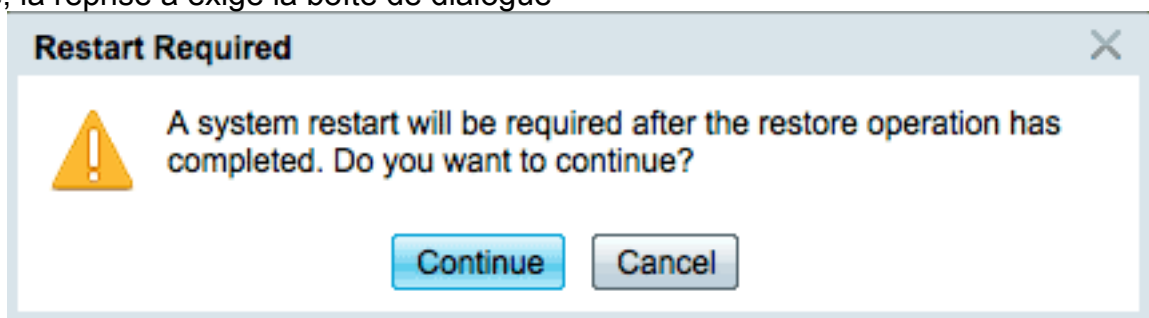 , la reprise a exigé la boîte de dialogue
Restart Required
A system restart will be required after the restore operation has
completed. Do you want to continue?
Continue Cancel